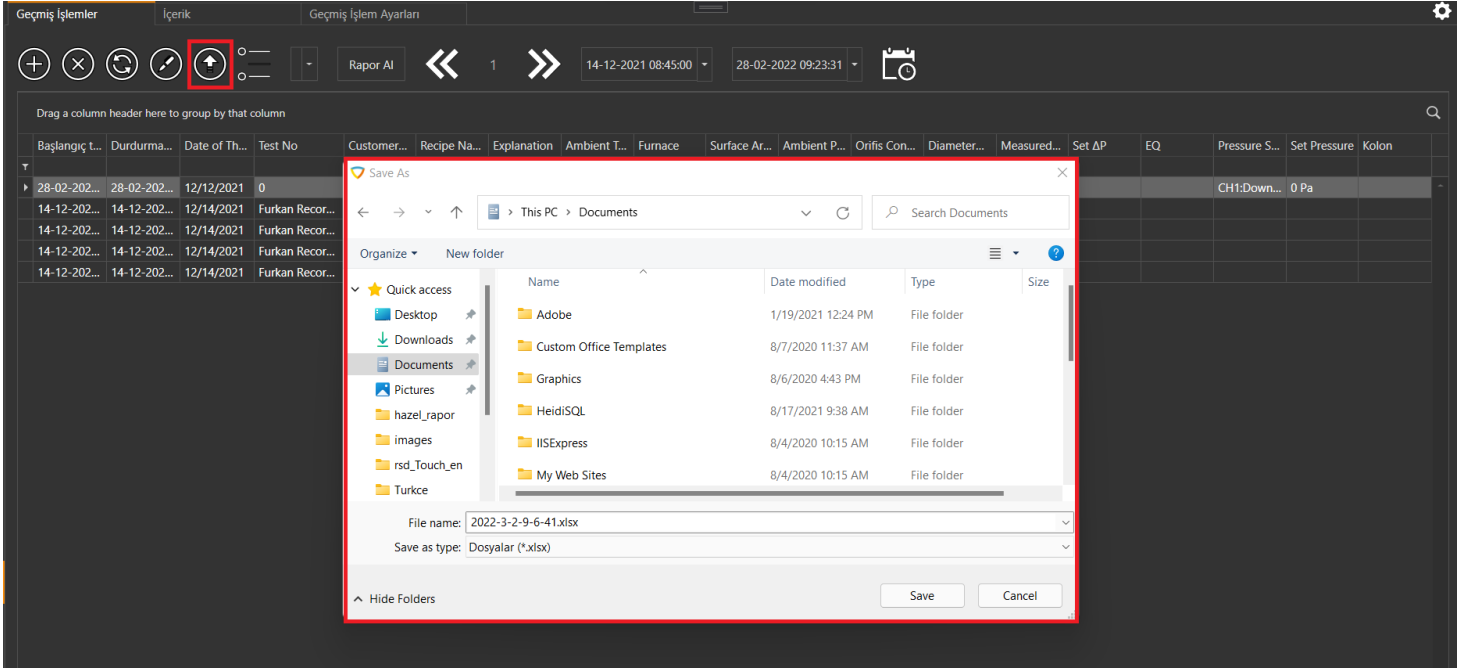 Geçmiş İşlemler İçerik Geçmiş İşlem Ayarları
Rapor Al 1 14-12-2021 08:45:00 28-02-2022 09:23:31
Drag a column header here to group by that column
Başlangıç t... Durdurma... Date of Th... Test No Customer... Recipe Na... Explanation Ambient T... Furnace Surface Ar... Ambient P... Orifis Con... Diameter... Measured... Set ΔP EQ Pressure S... Set Pressure Kolon
28-02-202... 28-02-202... 12/12/2021 0 CH1:Down... 0 Pa
14-12-202... 14-12-202... 12/14/2021 Furkan Recor...
14-12-202... 14-12-202... 12/14/2021 Furkan Recor...
14-12-202... 14-12-202... 12/14/2021 Furkan Recor...
14-12-202... 14-12-202... 12/14/2021 Furkan Recor...
Save As
This PC > Documents Search Documents
Organize New folder
Name Date modified Type Size
Quick access
Desktop
Downloads
Documents
Pictures
hazel_rapor
images
rsd_Touch_en
Turkce
Adobe 1/19/2021 12:24 PM File folder
Custom Office Templates 8/7/2020 11:37 AM File folder
Graphics 8/6/2020 4:43 PM File folder
HeidiSQL 8/17/2021 9:38 AM File folder
IISExpress 8/4/2020 10:15 AM File folder
My Web Sites 8/4/2020 10:15 AM File folder
File name: 2022-3-2-9-6-41.xlsx
Save as type: Dosyalar (*.xlsx)
Hide Folders Save Cancel